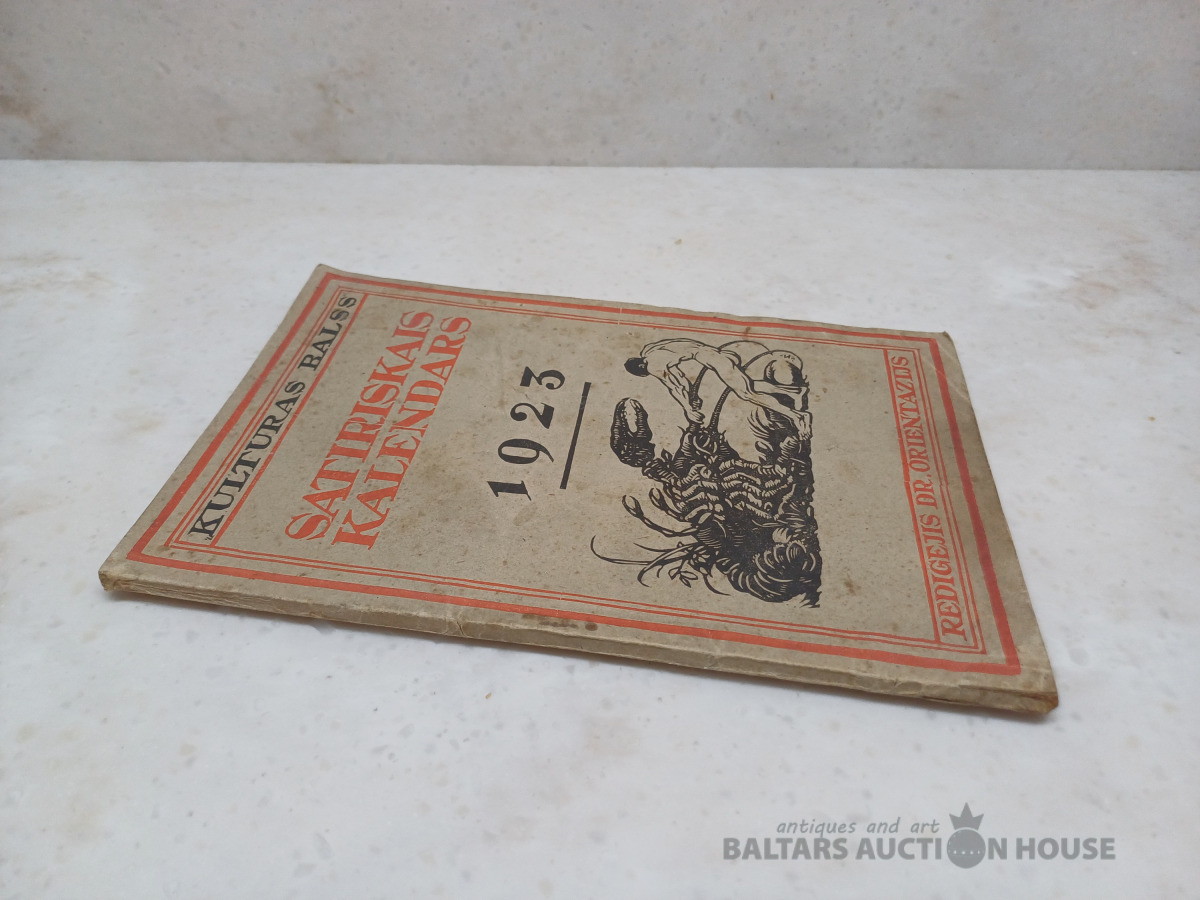 KULTURAS BALSS
SATIRISKAIS
KALENDARS
1923
REDIGEJIS DR. ORIENTAZIJS
antiques and art
BALTARS AUCTION HOUSE